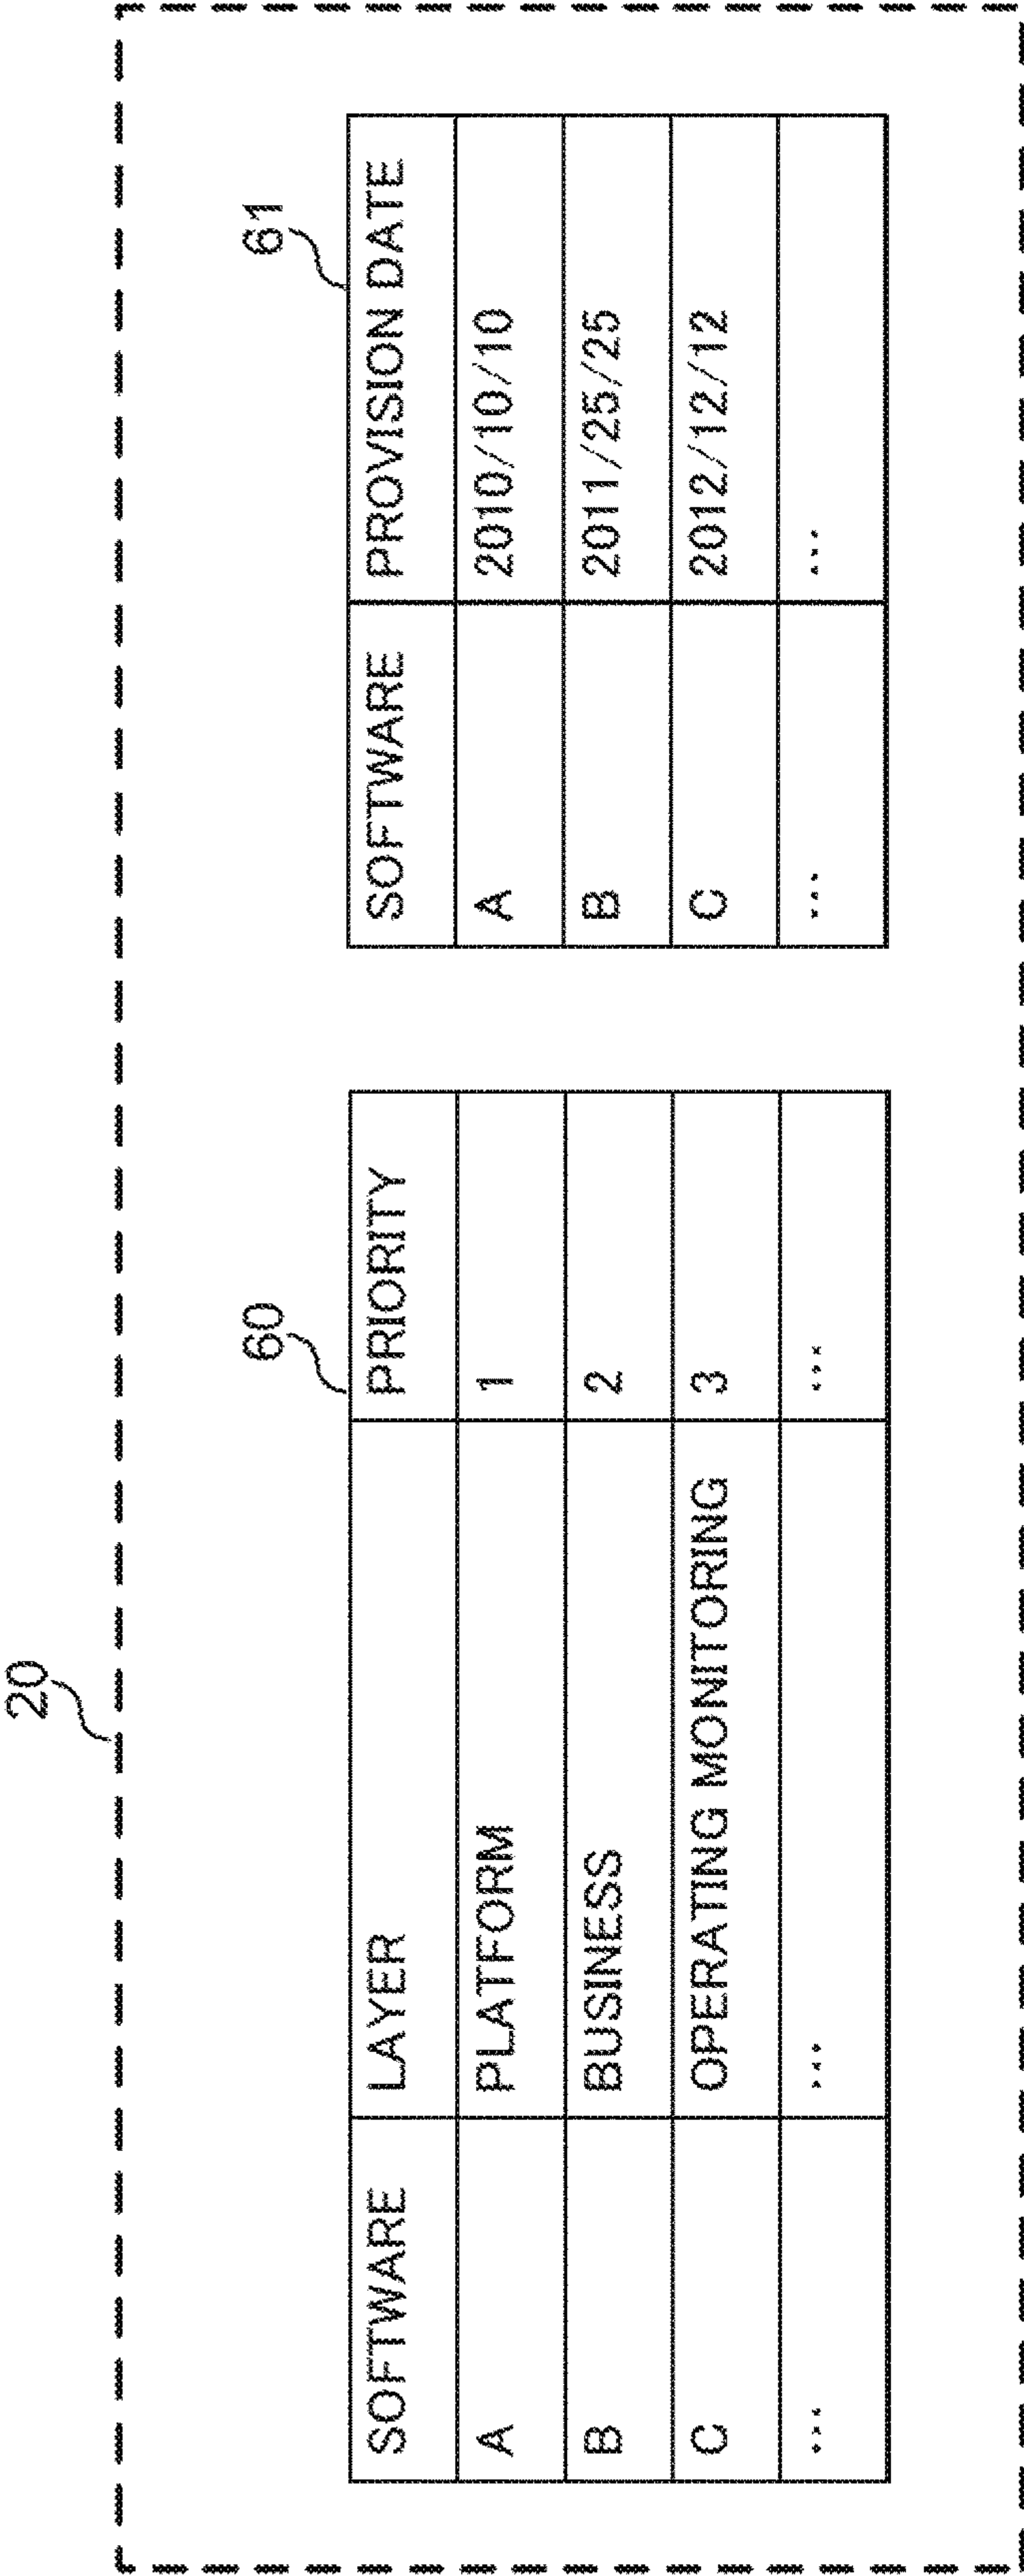 20
60
SOFTWARE LAYER PRIORITY
A PLATFORM 1
B BUSINESS 2
C OPERATING MONITORING 3
... ... ...
61
SOFTWARE PROVISION DATE
A 2010/10/10
B 2011/25/25
C 2012/12/12
... ...